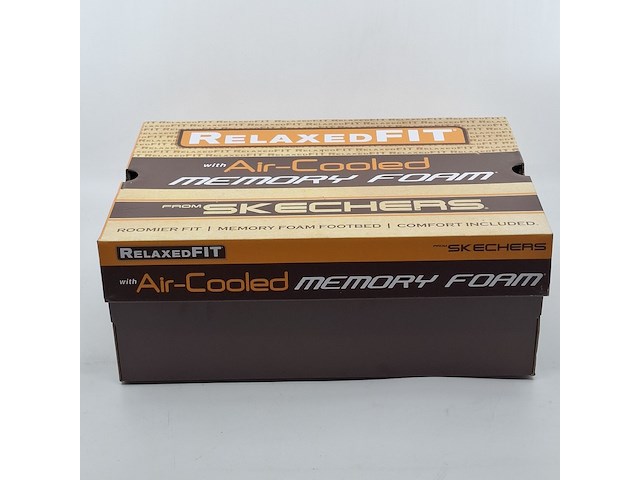 RELAXEDFIT
with Air-Cooled
MEMORY FOAM
FROM SKECHERS
ROOMIER FIT | MEMORY FOAM FOOTBED | COMFORT INCLUDED.
RELAXEDFIT
SKECHERS
with Air-Cooled MEMORY FOAM